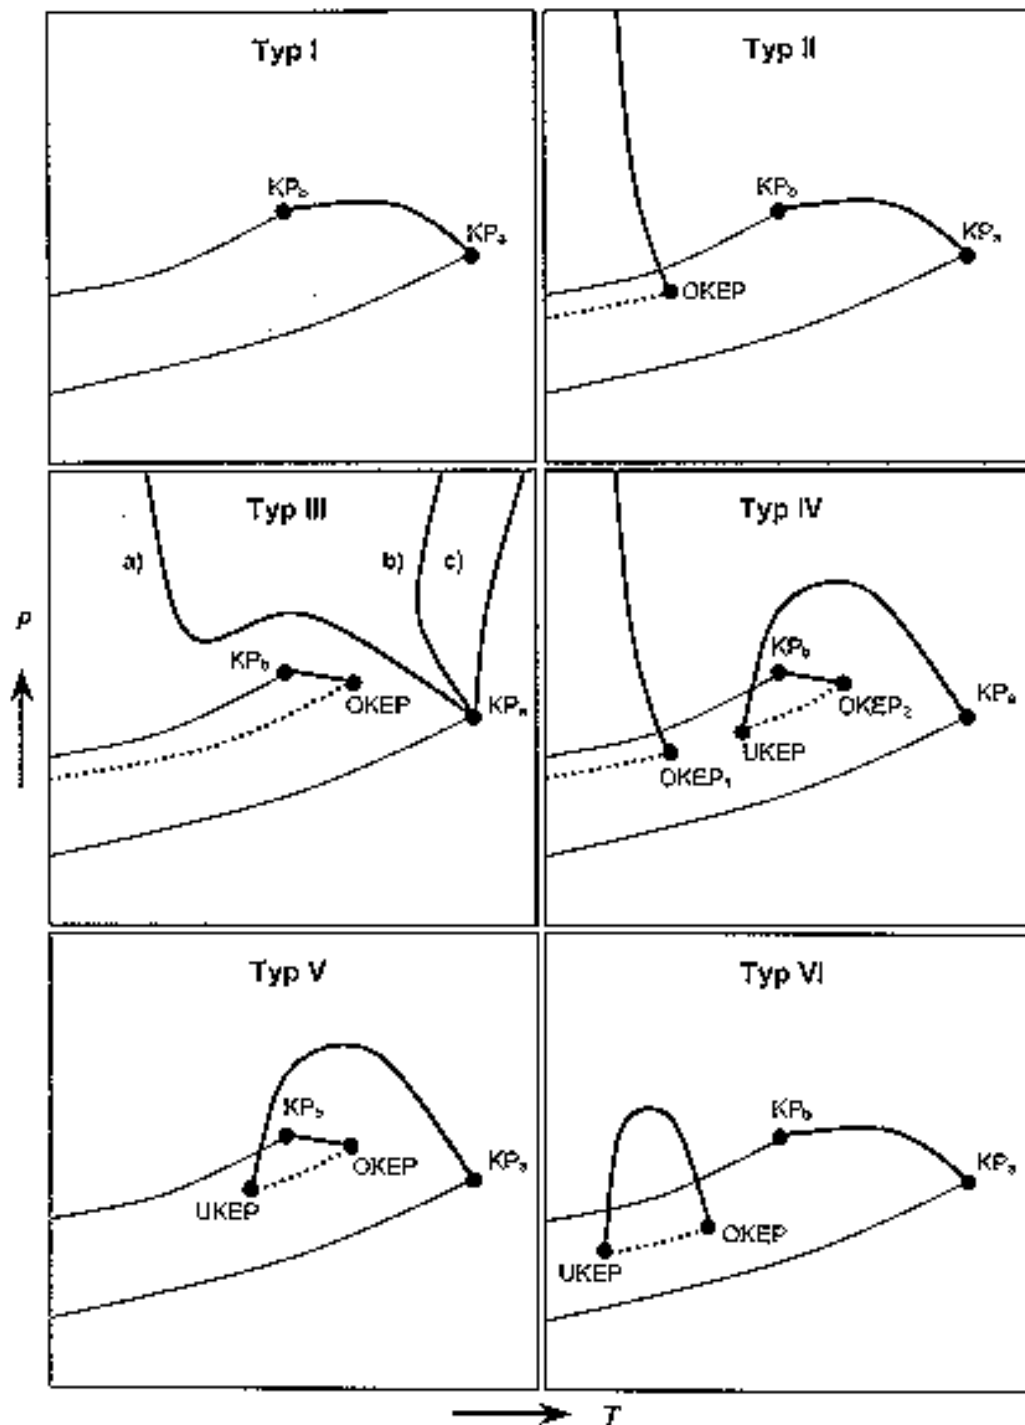 Typ I
KPb
KPa
Typ II
KPb
KPa
OKEP
Typ III
a)
b)
c)
KPb
OKEP
KPa
Typ IV
KPb
OKEP2
KPa
UKEP
OKEP1
p
Typ V
KPb
OKEP
UKEP
KPa
Typ VI
KPb
KPa
OKEP
UKEP
T